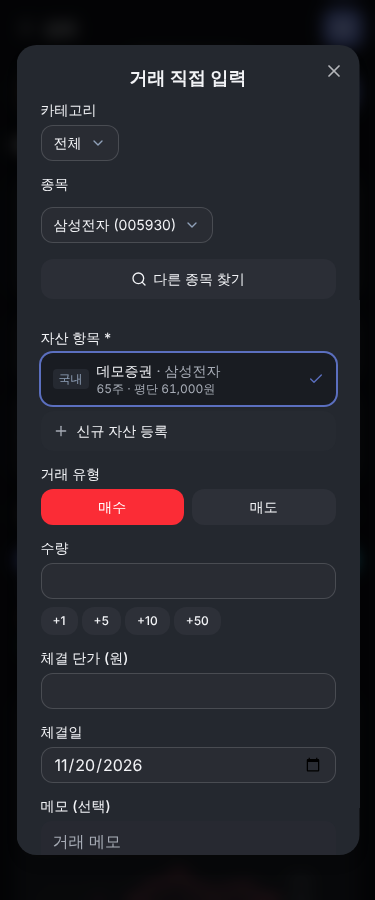 거래 직접 입력
카테고리
전체
종목
삼성전자 (005930)
다른 종목 찾기
자산 항목 *
국내 데모증권 · 삼성전자
65주 · 평단 61,000원
신규 자산 등록
거래 유형
매수 매도
수량
+1 +5 +10 +50
체결 단가 (원)
체결일
11/20/2026
메모 (선택)
거래 메모